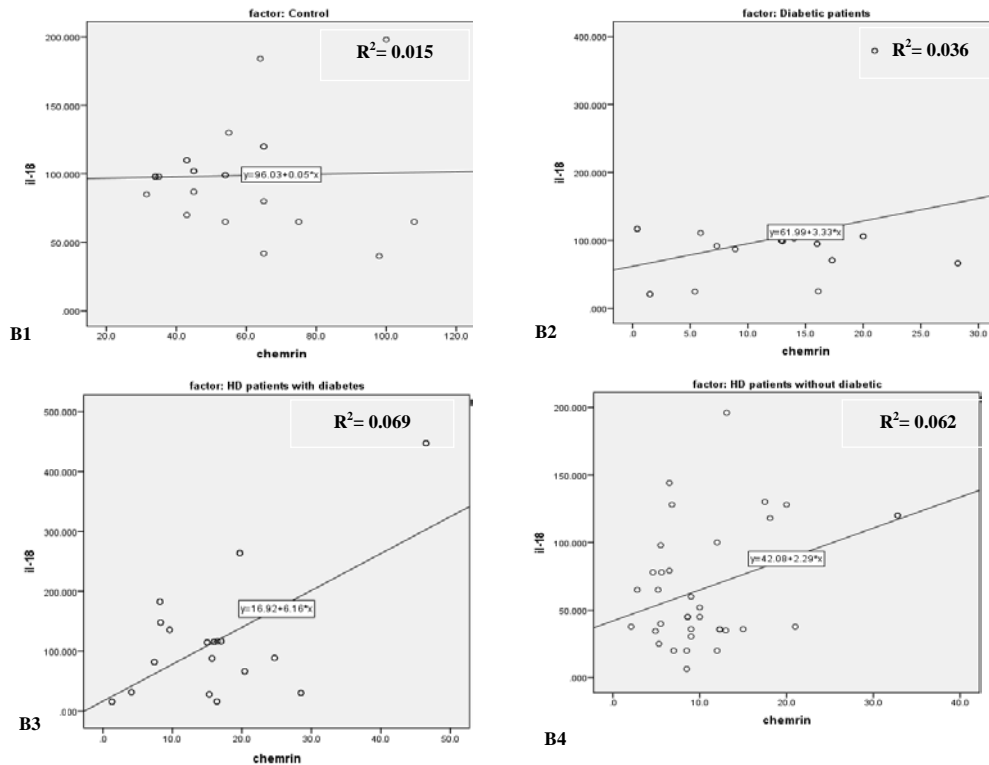 factor: Control
R²= 0.015
200.000
150.000
100.000
50.000
.000
il-18
y=96.03+0.05*x
20.0 40.0 60.0 80.0 100.0 120.0
chemrin
B1
factor: Diabetic patients
R²= 0.036
400.000
300.000
200.000
100.000
.000
il-18
y=61.99+3.33*x
.0 5.0 10.0 15.0 20.0 25.0 30.0
chemrin
B2
factor: HD patients with diabetes
R²= 0.069
500.000
400.000
300.000
200.000
100.000
.000
il-18
y=16.92+6.16*x
.0 10.0 20.0 30.0 40.0 50.0
chemrin
B3
factor: HD patients without diabetic
R²= 0.062
200.000
150.000
100.000
50.000
.000
il-18
y=42.08+2.29*x
.0 10.0 20.0 30.0 40.0
chemrin
B4